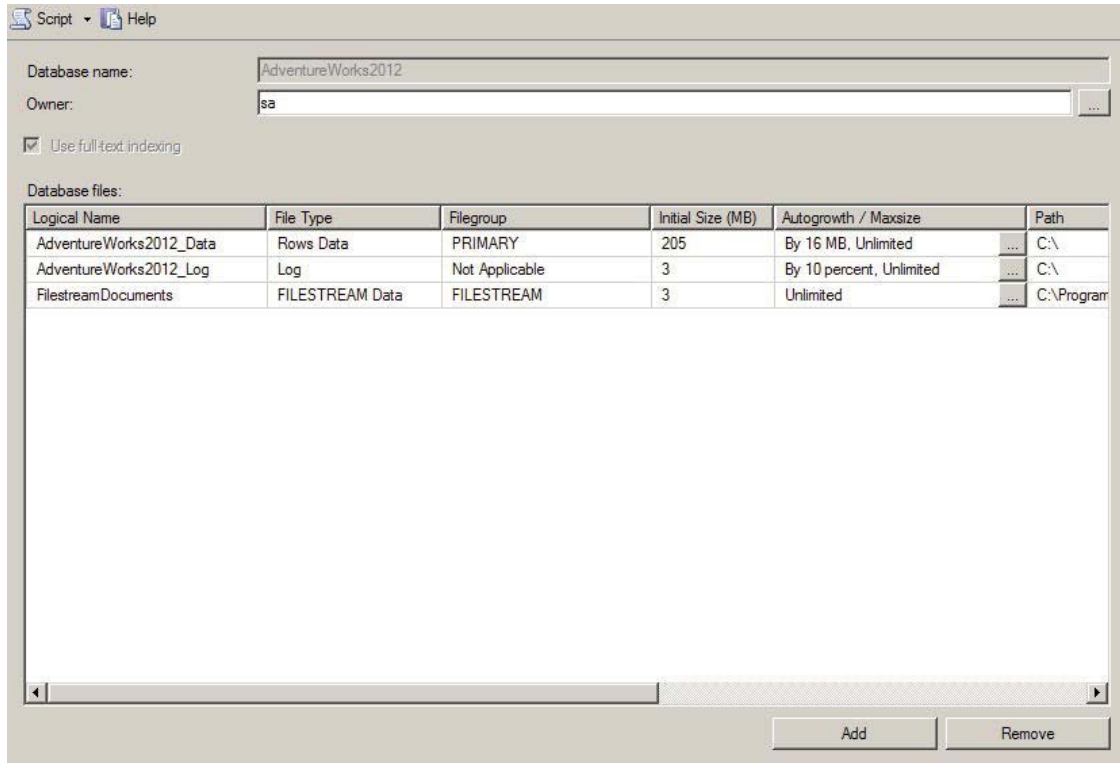 Script Help
Database name: AdventureWorks2012
Owner: sa ...
Use full-text indexing
Database files:
Logical Name File Type Filegroup Initial Size (MB) Autogrowth / Maxsize Path
AdventureWorks2012_Data Rows Data PRIMARY 205 By 16 MB, Unlimited ... C:\
AdventureWorks2012_Log Log Not Applicable 3 By 10 percent, Unlimited ... C:\
FilestreamDocuments FILESTREAM Data FILESTREAM 3 Unlimited ... C:\Program
Add Remove